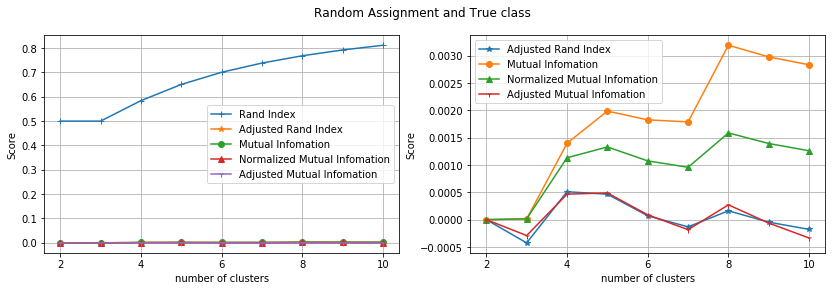 Random Assignment and True class
Score
0.8
0.7
0.6
0.5
0.4
0.3
0.2
0.1
0.0
Rand Index
Adjusted Rand Index
Mutual Infomation
Normalized Mutual Infomation
Adjusted Mutual Infomation
2 4 6 8 10
number of clusters
Score
0.0030
0.0025
0.0020
0.0015
0.0010
0.0005
0.0000
−0.0005
Adjusted Rand Index
Mutual Infomation
Normalized Mutual Infomation
Adjusted Mutual Infomation
2 4 6 8 10
number of clusters